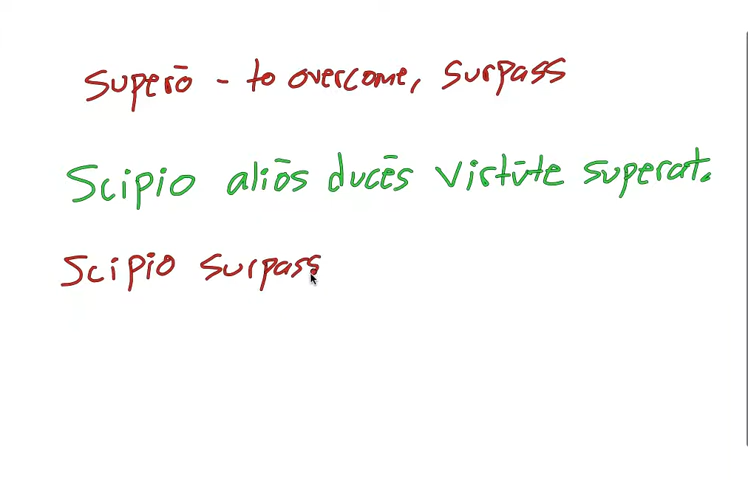 Superō - to overcome, surpass
Scipio aliōs ducēs virtūte superat.
Scipio surpass